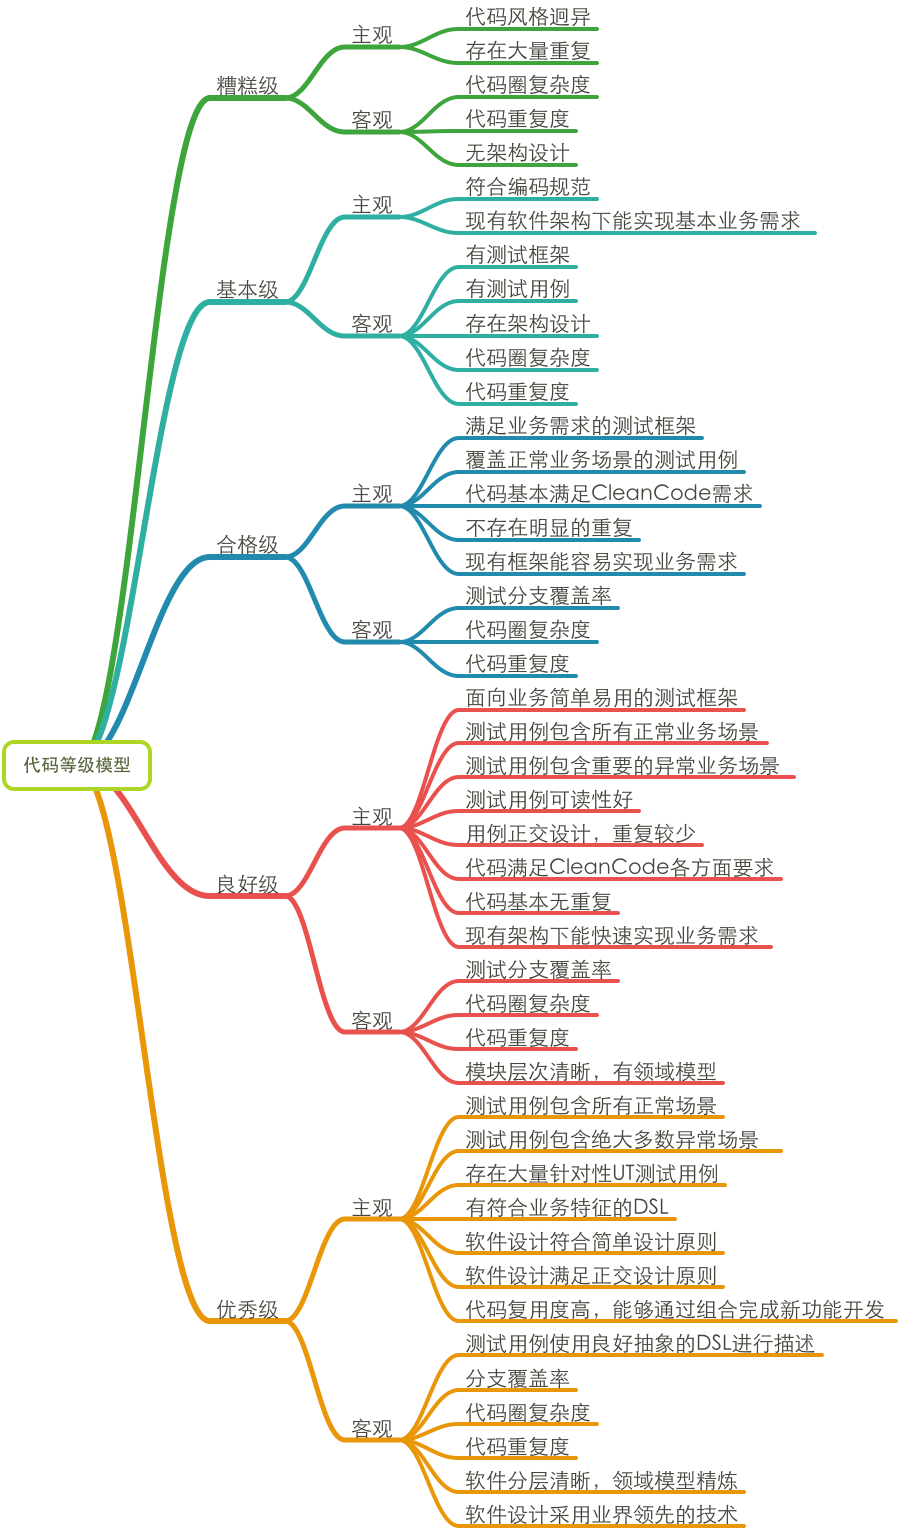 代码等级模型
糟糕级
主观
代码风格迥异
存在大量重复
客观
代码圈复杂度
代码重复度
无架构设计
基本级
主观
符合编码规范
现有软件架构下能实现基本业务需求
客观
有测试框架
有测试用例
存在架构设计
代码圈复杂度
代码重复度
合格级
主观
满足业务需求的测试框架
覆盖正常业务场景的测试用例
代码基本满足CleanCode需求
不存在明显的重复
现有框架能容易实现业务需求
客观
测试分支覆盖率
代码圈复杂度
代码重复度
良好级
主观
面向业务简单易用的测试框架
测试用例包含所有正常业务场景
测试用例包含重要的异常业务场景
测试用例可读性好
用例正交设计，重复较少
代码满足CleanCode各方面要求
代码基本无重复
现有架构下能快速实现业务需求
客观
测试分支覆盖率
代码圈复杂度
代码重复度
模块层次清晰，有领域模型
优秀级
主观
测试用例包含所有正常场景
测试用例包含绝大多数异常场景
存在大量针对性UT测试用例
有符合业务特征的DSL
软件设计符合简单设计原则
软件设计满足正交设计原则
代码复用度高，能够通过组合完成新功能开发
客观
测试用例使用良好抽象的DSL进行描述
分支覆盖率
代码圈复杂度
代码重复度
软件分层清晰，领域模型精炼
软件设计采用业界领先的技术